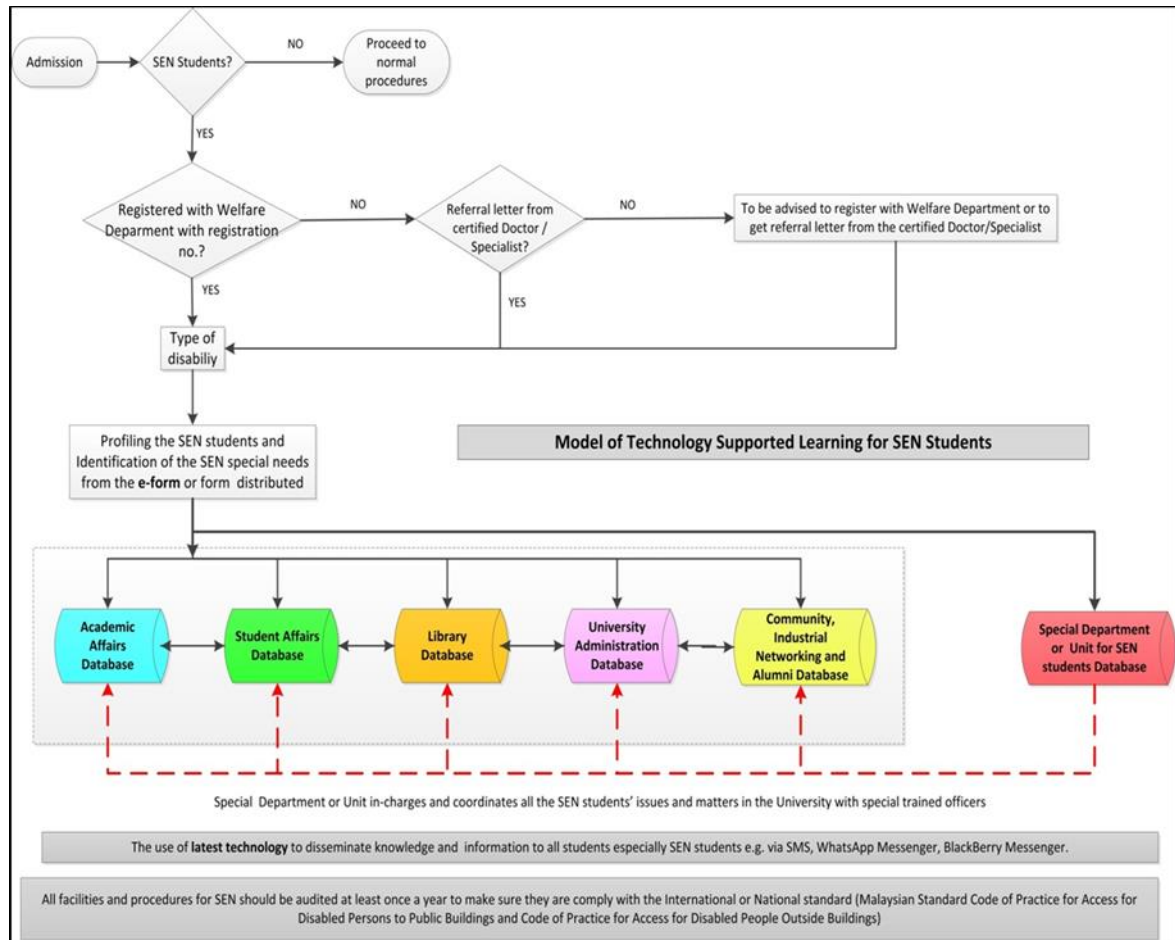 Admission
SEN Students?
NO
Proceed to
normal
procedures
YES
Registered with Welfare
Deparment with registration
no.?
NO
Referral letter from
certified Doctor /
Specialist?
NO
To be advised to register with Welfare Department or to
get referral letter from the certified Doctor/Specialist
YES
YES
Type of
disabiliy
Profiling the SEN students and
Identification of the SEN special needs
from the e-form or form distributed
Model of Technology Supported Learning for SEN Students
Academic
Affairs
Database
Student Affairs
Database
Library
Database
University
Administration
Database
Community,
Industrial
Networking and
Alumni Database
Special Department
or Unit for SEN
students Database
Special Department or Unit in-charges and coordinates all the SEN students' issues and matters in the University with special trained officers
The use of latest technology to disseminate knowledge and information to all students especially SEN students e.g. via SMS, WhatsApp Messenger, BlackBerry Messenger.
All facilities and procedures for SEN should be audited at least once a year to make sure they are comply with the International or National standard (Malaysian Standard Code of Practice for Access for
Disabled Persons to Public Buildings and Code of Practice for Access for Disabled People Outside Buildings)